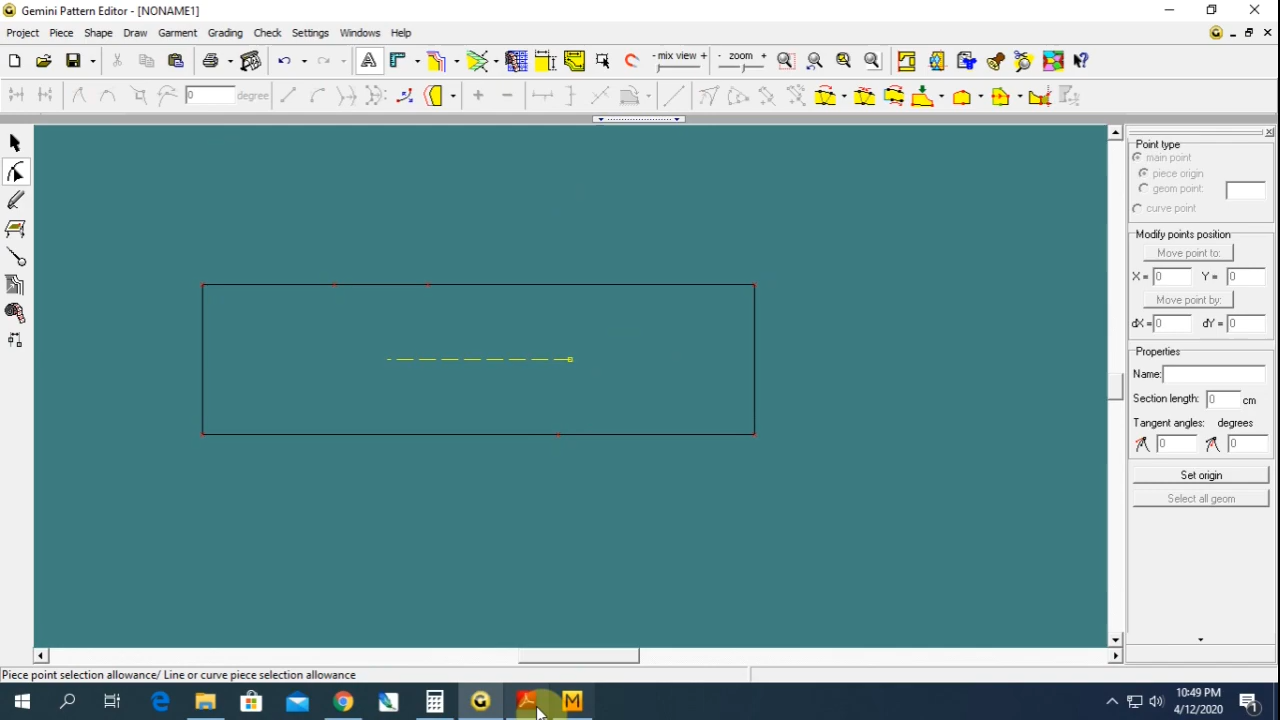 Gemini Pattern Editor - [NONAME1]
Project Piece Shape Draw Garment Grading Check Settings Windows Help
- mix view +
- zoom +
0 degree
Point type
main point
piece origin
geom point:
curve point
Modify points position
Move point to:
X = 0 Y = 0
Move point by:
dX = 0 dY = 0
Properties
Name:
Section length: 0 cm
Tangent angles: degrees
0 0
Set origin
Select all geom
Piece point selection allowance/ Line or curve piece selection allowance
10:49 PM
4/12/2020